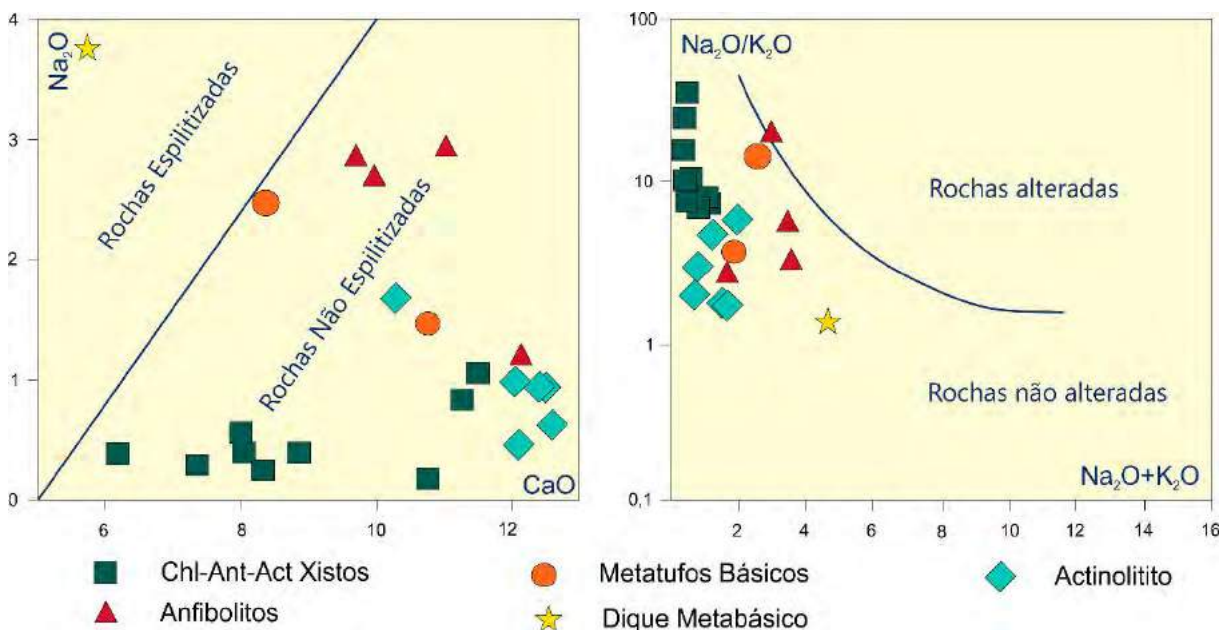 4
3
2
1
0
Na₂O
Rochas Espilitizadas
Rochas Não Espilitizadas
CaO
6
8
10
12
100
10
1
0,1
Na₂O/K₂O
Rochas alteradas
Rochas não alteradas
Na₂O+K₂O
2
4
6
8
10
12
14
16
Chl-Ant-Act Xistos
Metatufos Básicos
Actinolitito
Anfibolitos
Dique Metabásico